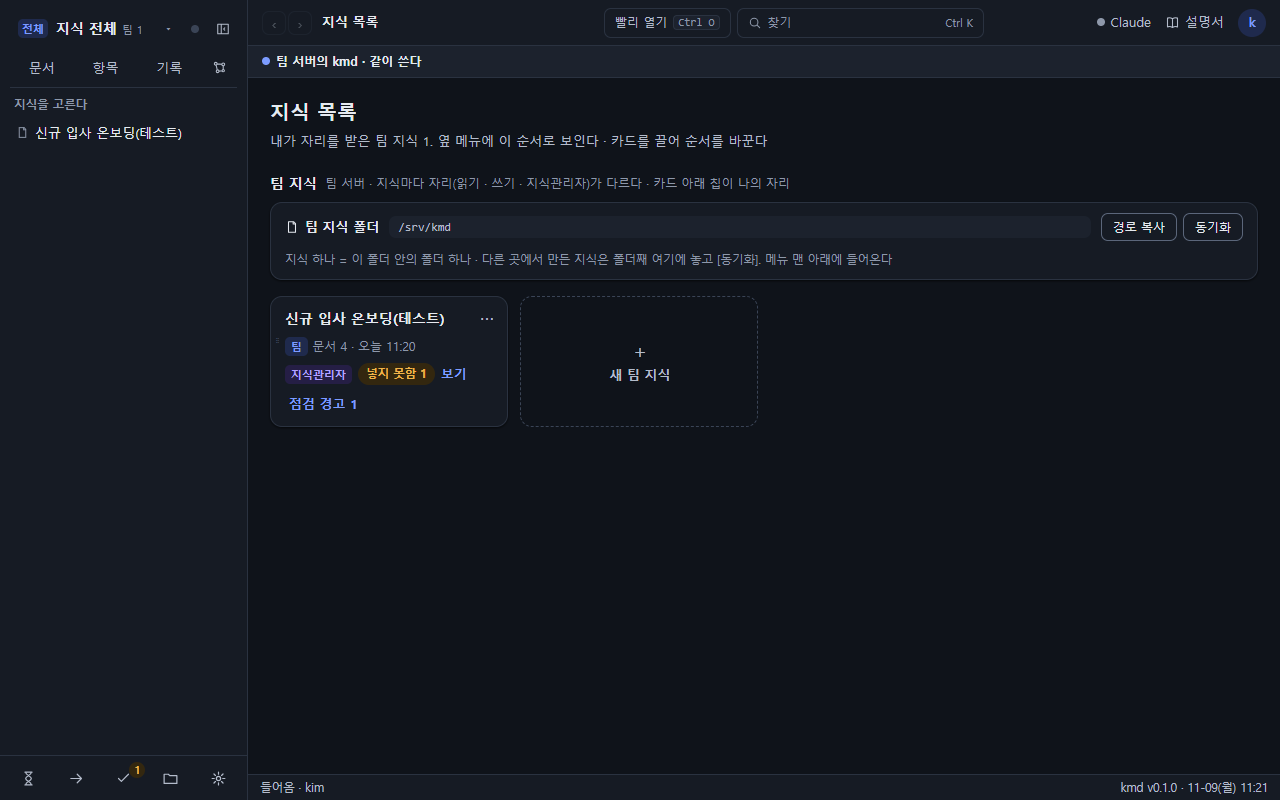 전체 지식 전체 팀 1
문서 항목 기록
지식을 고른다
신규 입사 온보딩(테스트)
1
지식 목록
빨리 열기 Ctrl O
찾기 Ctrl K
Claude 설명서 k
팀 서버의 kmd · 같이 쓴다
지식 목록
내가 자리를 받은 팀 지식 1. 옆 메뉴에 이 순서로 보인다 · 카드를 끌어 순서를 바꾼다
팀 지식 팀 서버 · 지식마다 자리(읽기 · 쓰기 · 지식관리자)가 다르다 · 카드 아래 칩이 나의 자리
팀 지식 폴더 /srv/kmd 경로 복사 동기화
지식 하나 = 이 폴더 안의 폴더 하나 · 다른 곳에서 만든 지식은 폴더째 여기에 놓고 [동기화]. 메뉴 맨 아래에 들어온다
신규 입사 온보딩(테스트) ···
팀 문서 4 · 오늘 11:20
지식관리자 넣지 못함 1 보기
점검 경고 1
+
새 팀 지식
들어옴 · kim
kmd v0.1.0 · 11-09(월) 11:21